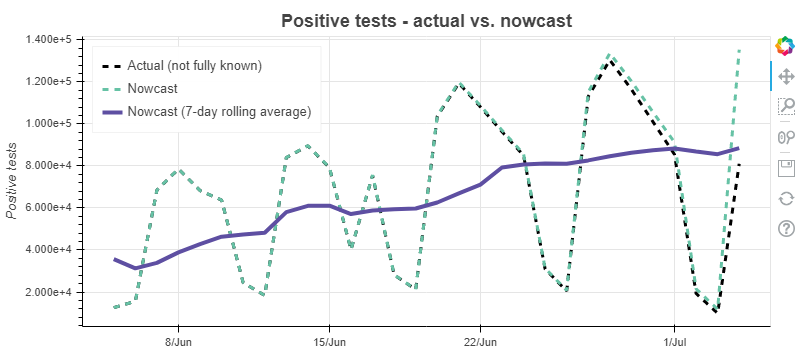 Positive tests - actual vs. nowcast
1.400e+5
1.200e+5
1.000e+5
8.000e+4
6.000e+4
4.000e+4
2.000e+4
Positive tests
Actual (not fully known)
Nowcast
Nowcast (7-day rolling average)
8/Jun
15/Jun
22/Jun
1/Jul